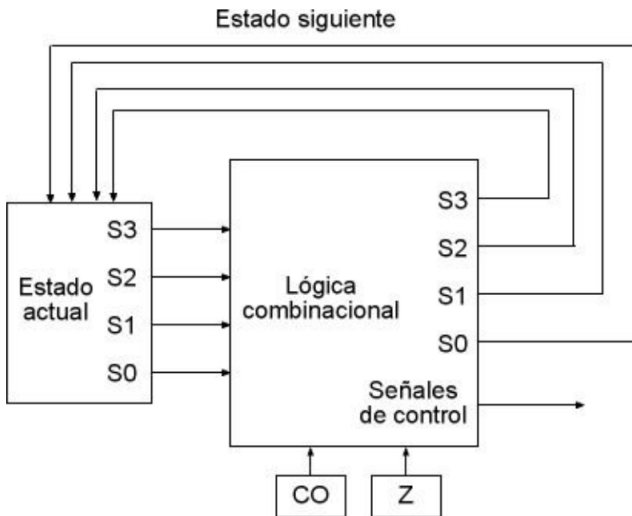 Estado siguiente
Estado
actual
S3
S2
S1
S0
Lógica
combinacional
S3
S2
S1
S0
Señales
de control
CO
Z